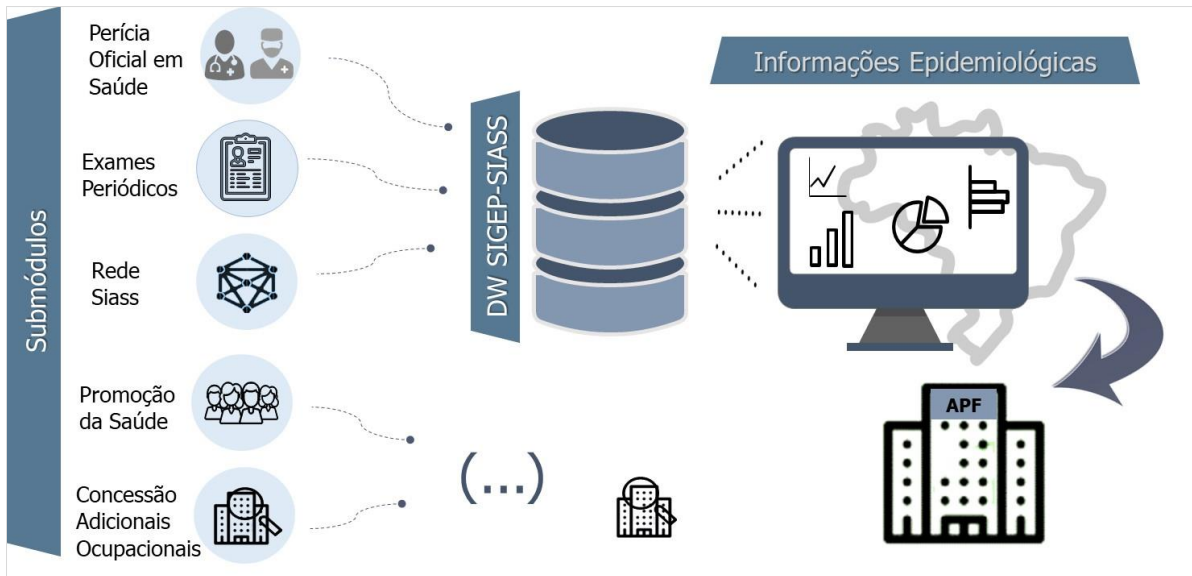 Submódulos
Perícia
Oficial em
Saúde
Exames
Periódicos
Rede
Siass
Promoção
da Saúde
Concessão
Adicionais
Ocupacionais
DW SIGEP-SIASS
(...)
Informações Epidemiológicas
APF